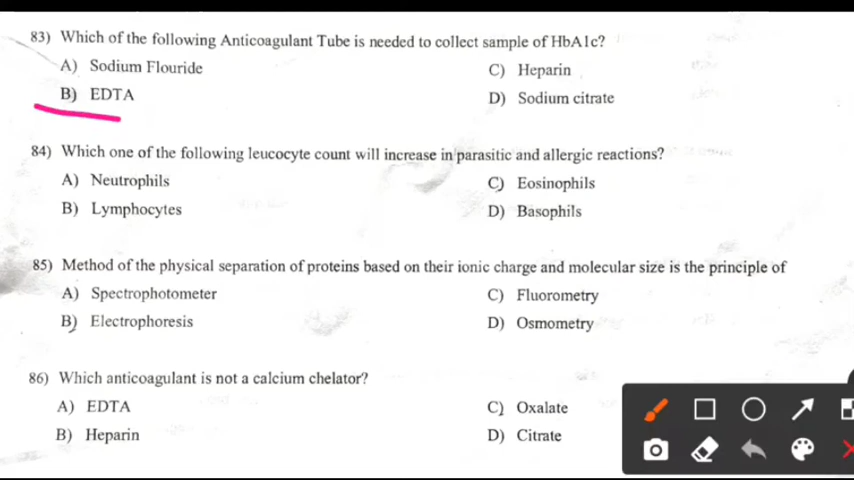 83) Which of the following Anticoagulant Tube is needed to collect sample of HbA1c?
A) Sodium Flouride
C) Heparin
B) EDTA
D) Sodium citrate
84) Which one of the following leucocyte count will increase in parasitic and allergic reactions?
A) Neutrophils
C) Eosinophils
B) Lymphocytes
D) Basophils
85) Method of the physical separation of proteins based on their ionic charge and molecular size is the principle of
A) Spectrophotometer
C) Fluorometry
B) Electrophoresis
D) Osmometry
86) Which anticoagulant is not a calcium chelator?
A) EDTA
C) Oxalate
B) Heparin
D) Citrate